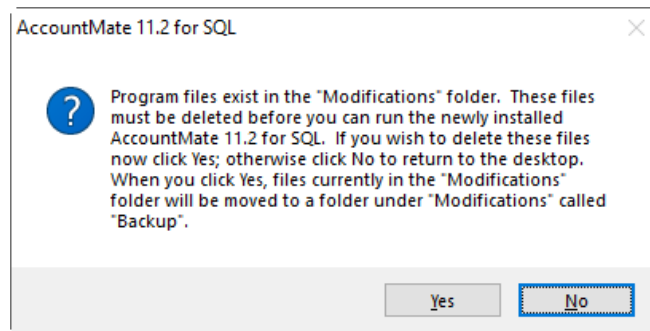 AccountMate 11.2 for SQL
Program files exist in the "Modifications" folder.  These files
must be deleted before you can run the newly installed
AccountMate 11.2 for SQL.  If you wish to delete these files
now click Yes; otherwise click No to return to the desktop.
When you click Yes, files currently in the "Modifications"
folder will be moved to a folder under "Modifications" called
"Backup".
Yes
No